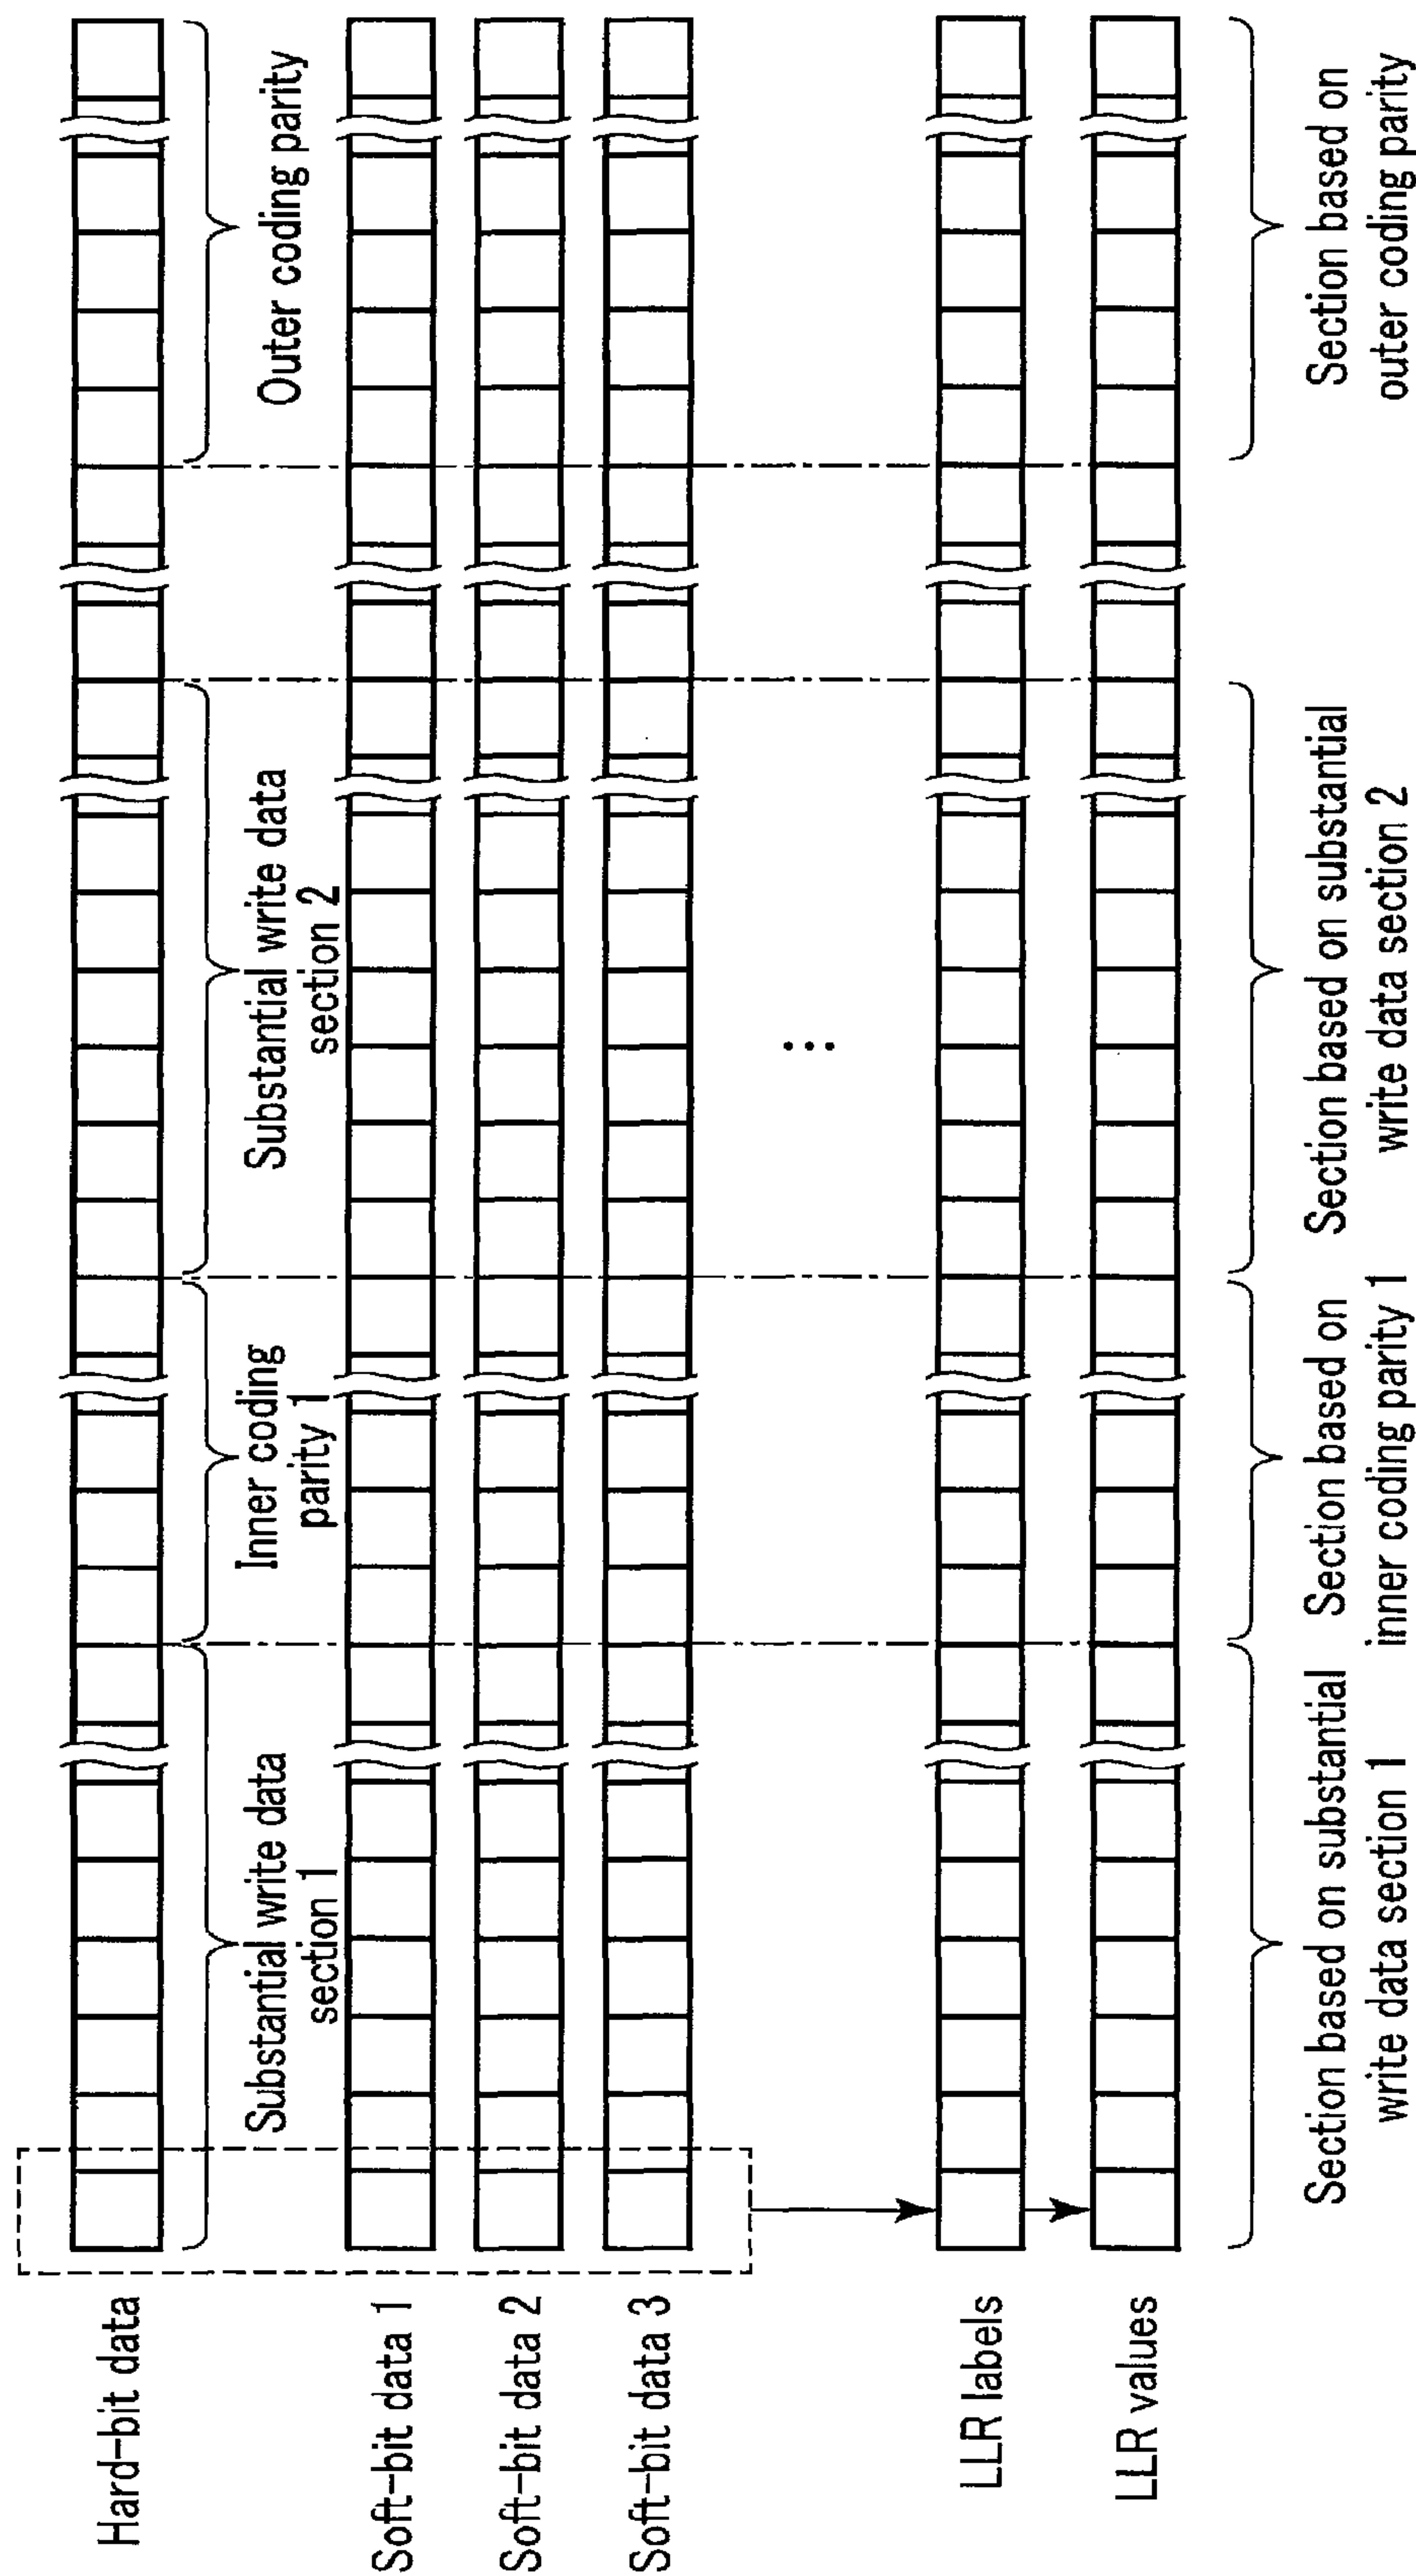 Hard-bit data
Substantial write data
section 1
Inner coding
parity 1
Substantial write data
section 2
Outer coding parity
Soft-bit data 1
Soft-bit data 2
Soft-bit data 3
...
LLR labels
LLR values
Section based on substantial
write data section 1
Section based on
inner coding parity 1
Section based on substantial
write data section 2
Section based on
outer coding parity